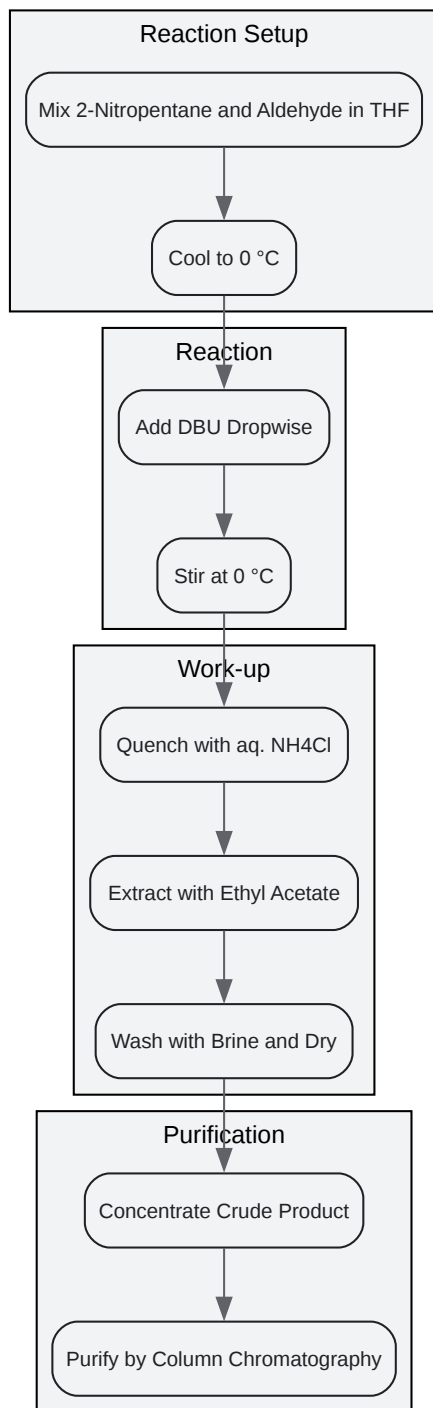 Reaction Setup
Mix 2-Nitropentane and Aldehyde in THF
Cool to 0 °C
Reaction
Add DBU Dropwise
Stir at 0 °C
Work-up
Quench with aq. NH4Cl
Extract with Ethyl Acetate
Wash with Brine and Dry
Purification
Concentrate Crude Product
Purify by Column Chromatography